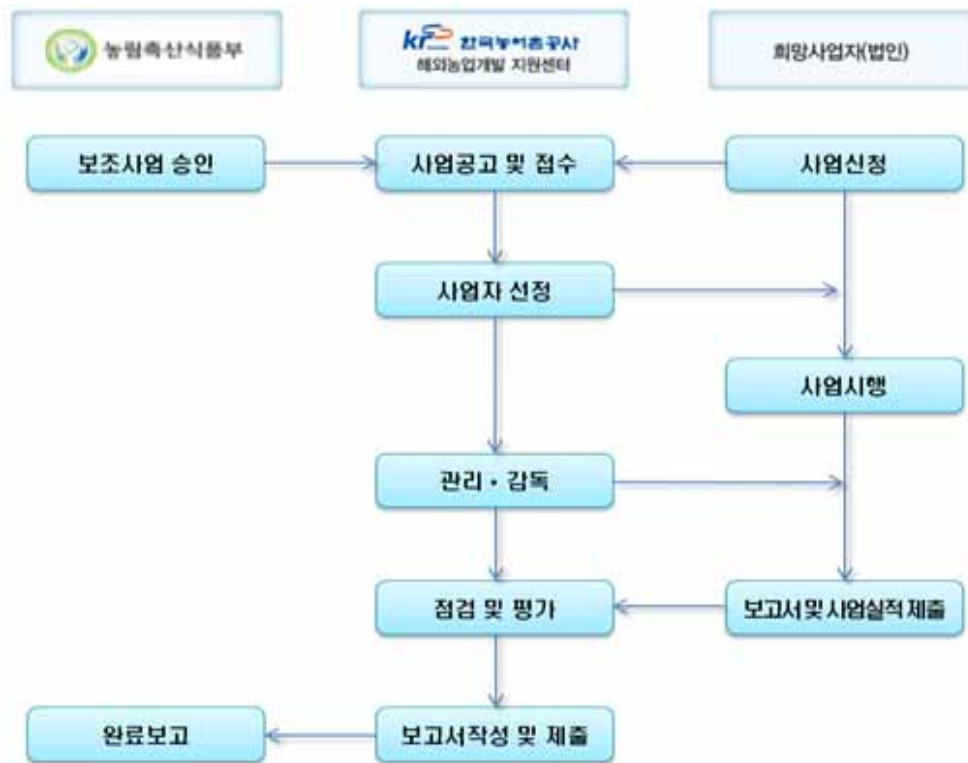 농림축산식품부
한국농어촌공사
해외농업개발 지원센터
희망사업자(법인)
보조사업 승인
사업공고 및 접수
사업신청
사업자 선정
사업시행
관리・감독
점검 및 평가
보고서 및 사업실적 제출
완료보고
보고서작성 및 제출